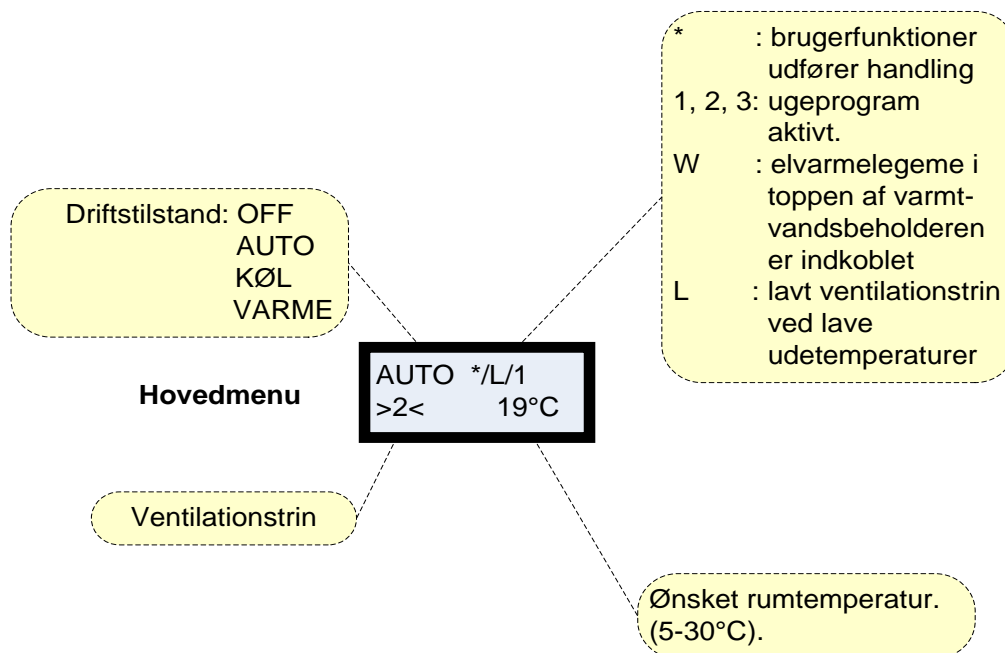 * : brugerfunktioner
udfører handling
1, 2, 3: ugeprogram
aktivt.
W : elvarmelegeme i
toppen af varmt-
vandsbeholderen
er indkoblet
L : lavt ventilationstrin
ved lave
udetemperaturer
Driftstilstand: OFF
AUTO
KØL
VARME
Hovedmenu
AUTO */L/1
>2< 19°C
Ventilationstrin
Ønsket rumtemperatur.
(5-30°C).